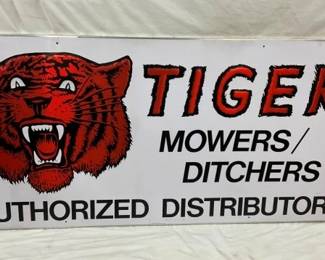 TIGER
MOWERS/
DITCHERS
UTHORIZED DISTRIBUTOR